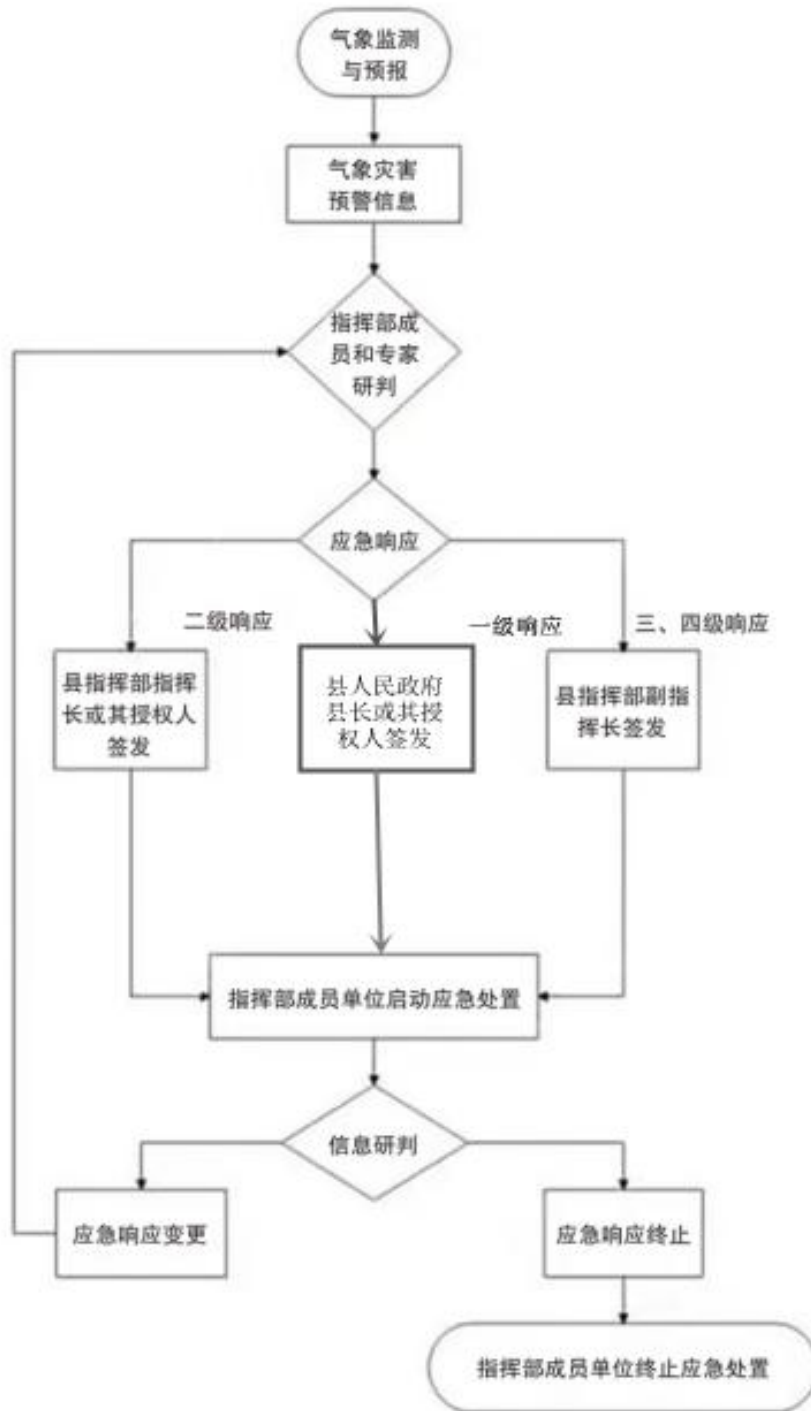 气象监测
与预报
气象灾害
预警信息
指挥部成
员和专家
研判
应急响应
二级响应
一级响应
三、四级响应
县指挥部指挥
长或其授权人
签发
县人民政府
县长或其授
权人签发
县指挥部副指
挥长签发
指挥部成员单位启动应急处置
信息研判
应急响应变更
应急响应终止
指挥部成员单位终止应急处置